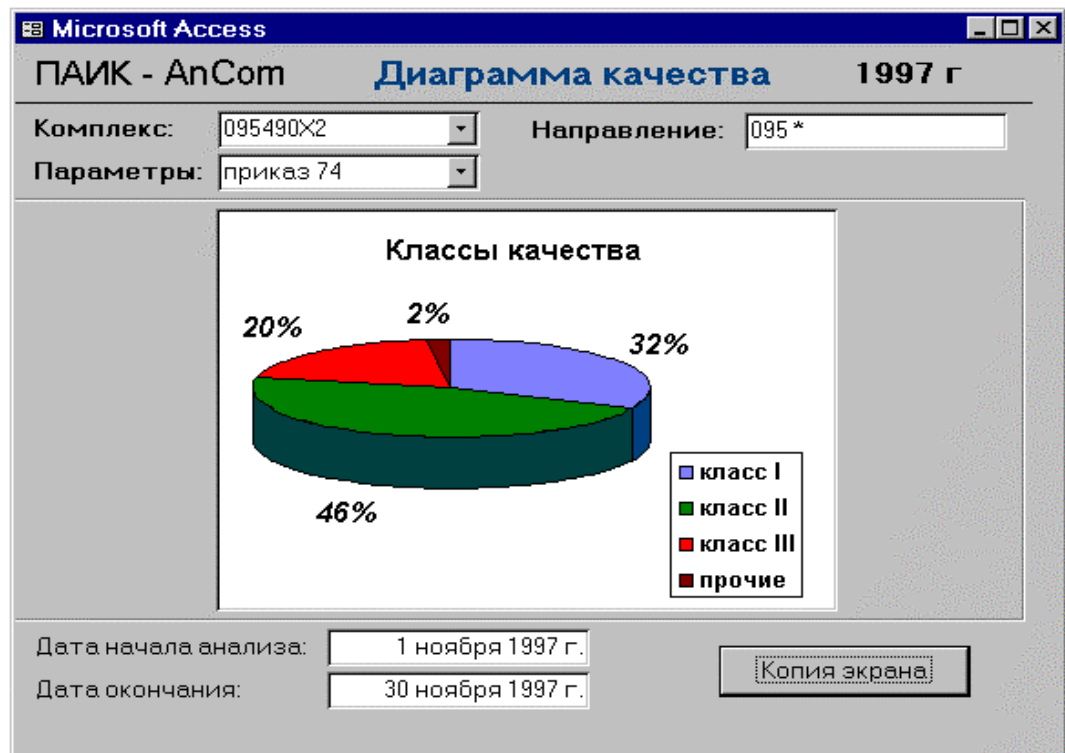 Microsoft Access
ПАИК - AnCom Диаграмма качества 1997 г
Комплекс: 095490X2 Направление: 095 *
Параметры: приказ 74
Классы качества
20% 2% 32%
46%
класс I
класс II
класс III
прочие
Дата начала анализа: 1 ноября 1997 г.
Дата окончания: 30 ноября 1997 г.
Копия экрана